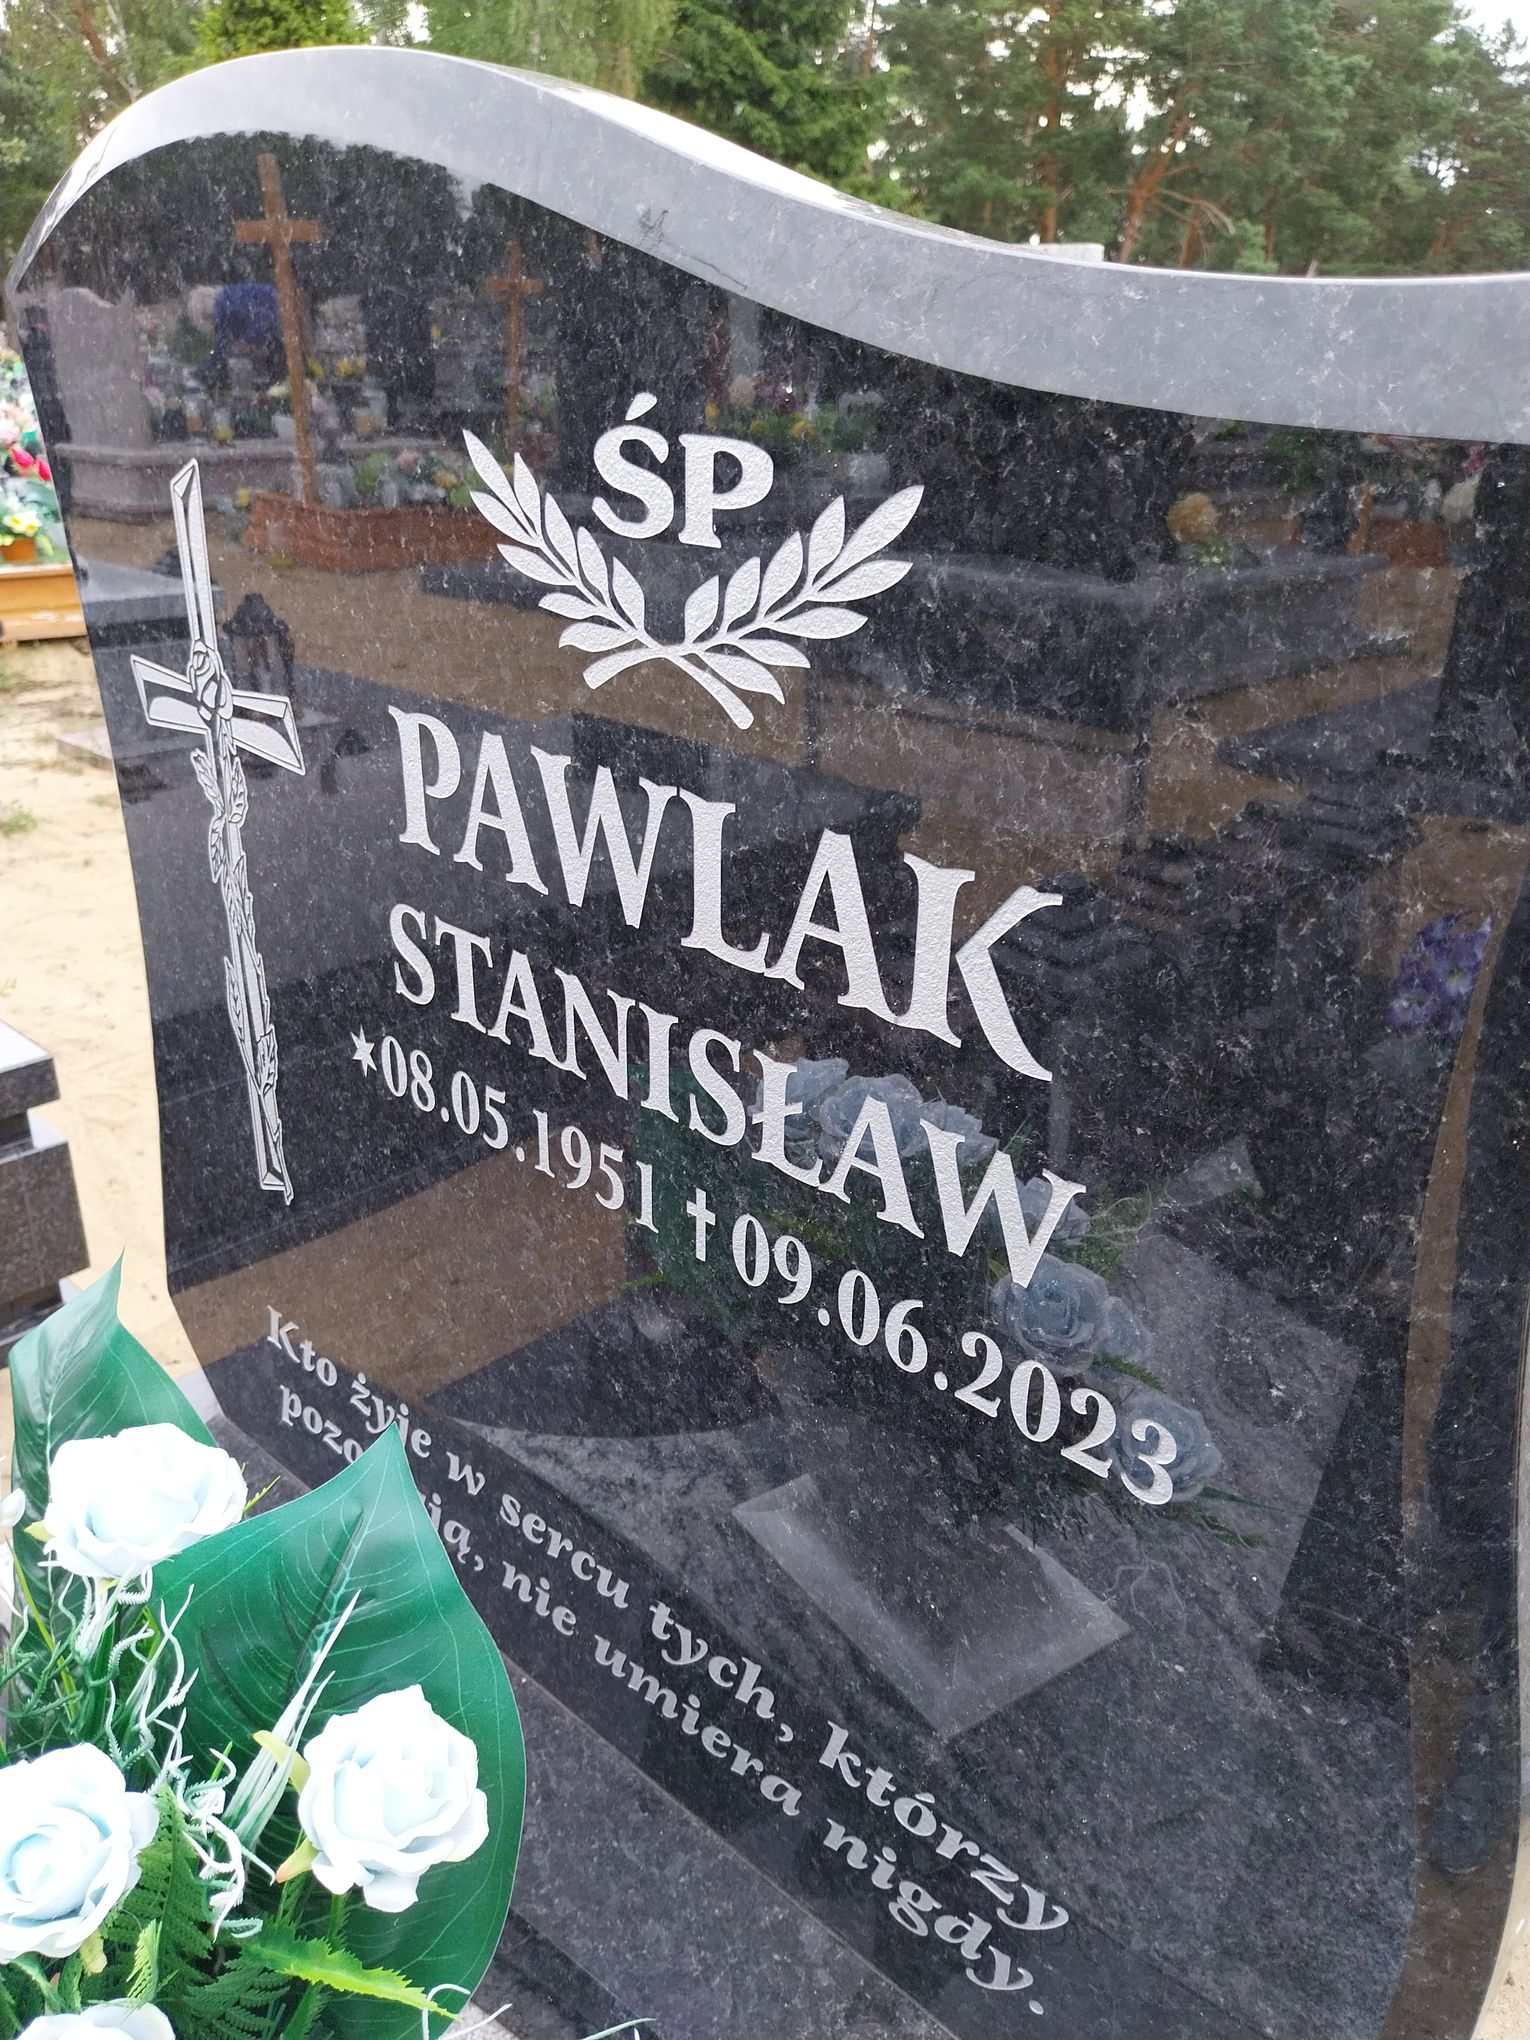 ŚP
PAWLAK
STANISŁAW
★08.05.1951 ✝09.06.2023
Kto żyje w sercu tych, którzy
nie umiera nigdy.